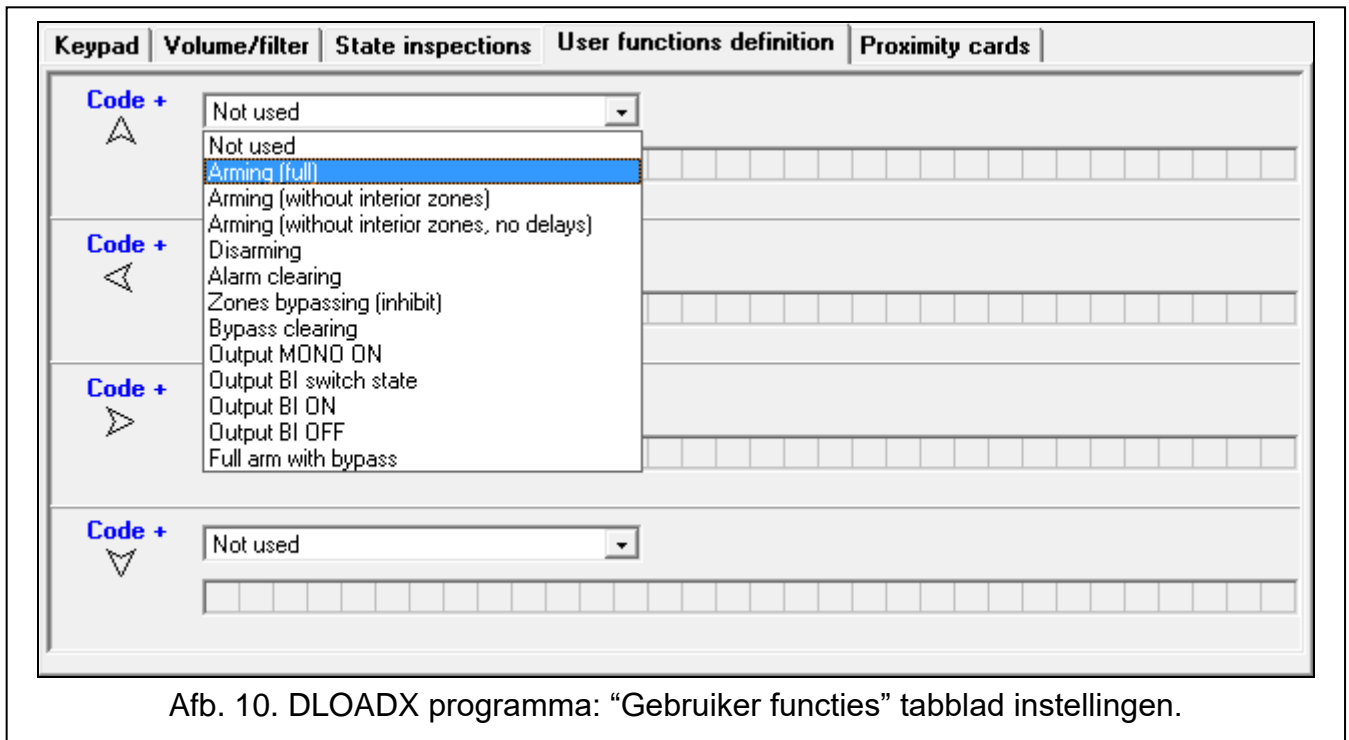 Keypad Volume/filter State inspections User functions definition Proximity cards
Code +
Not used
Not used
Arming (full)
Arming (without interior zones)
Arming (without interior zones, no delays)
Disarming
Alarm clearing
Zones bypassing (inhibit)
Bypass clearing
Output MONO ON
Output BI switch state
Output BI ON
Output BI OFF
Full arm with bypass
Code +
Code +
Code +
Not used
Afb. 10. DLOADX programma: “Gebruiker functies” tabblad instellingen.